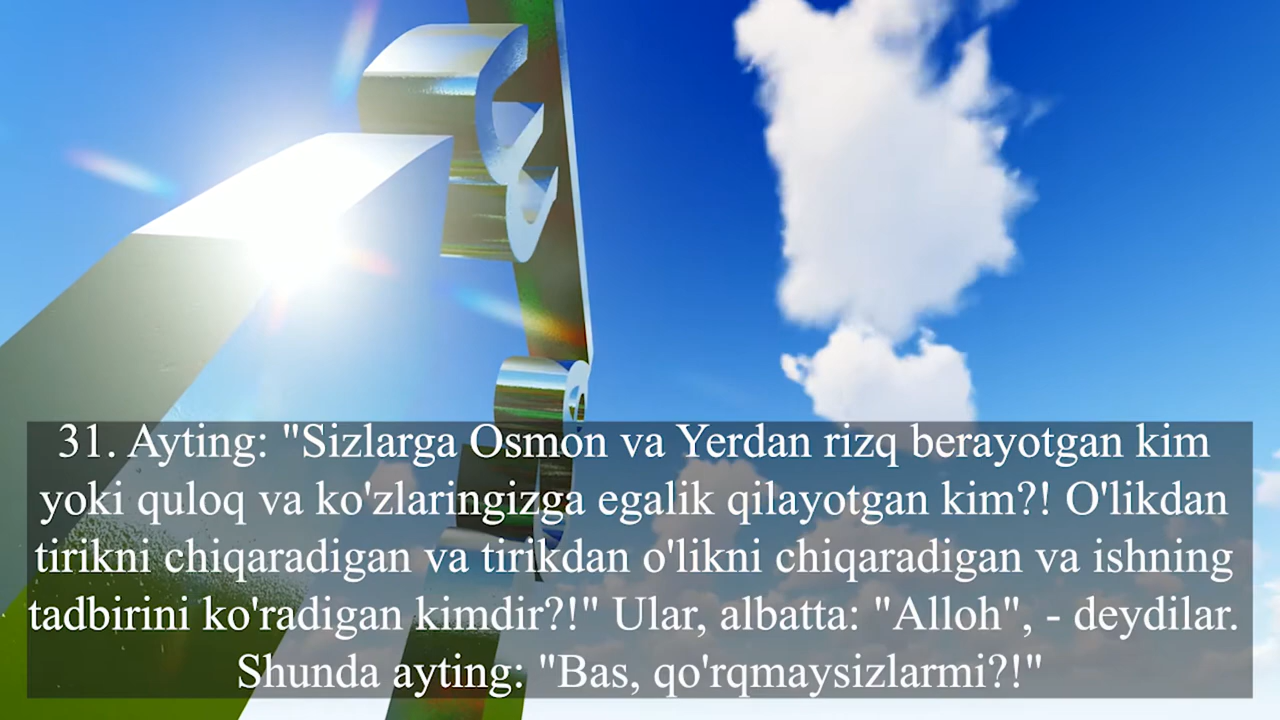 31. Ayting: "Sizlarga Osmon va Yerdan rizq berayotgan kim
yoki quloq va ko'zlaringizga egalik qilayotgan kim?! O'likdan
tirikni chiqaradigan va tirikdan o'likni chiqaradigan va ishning
tadbirini ko'radigan kimdir?!" Ular, albatta: "Alloh", - deydilar.
Shunda ayting: "Bas, qo'rqmaysizlarmi?!"